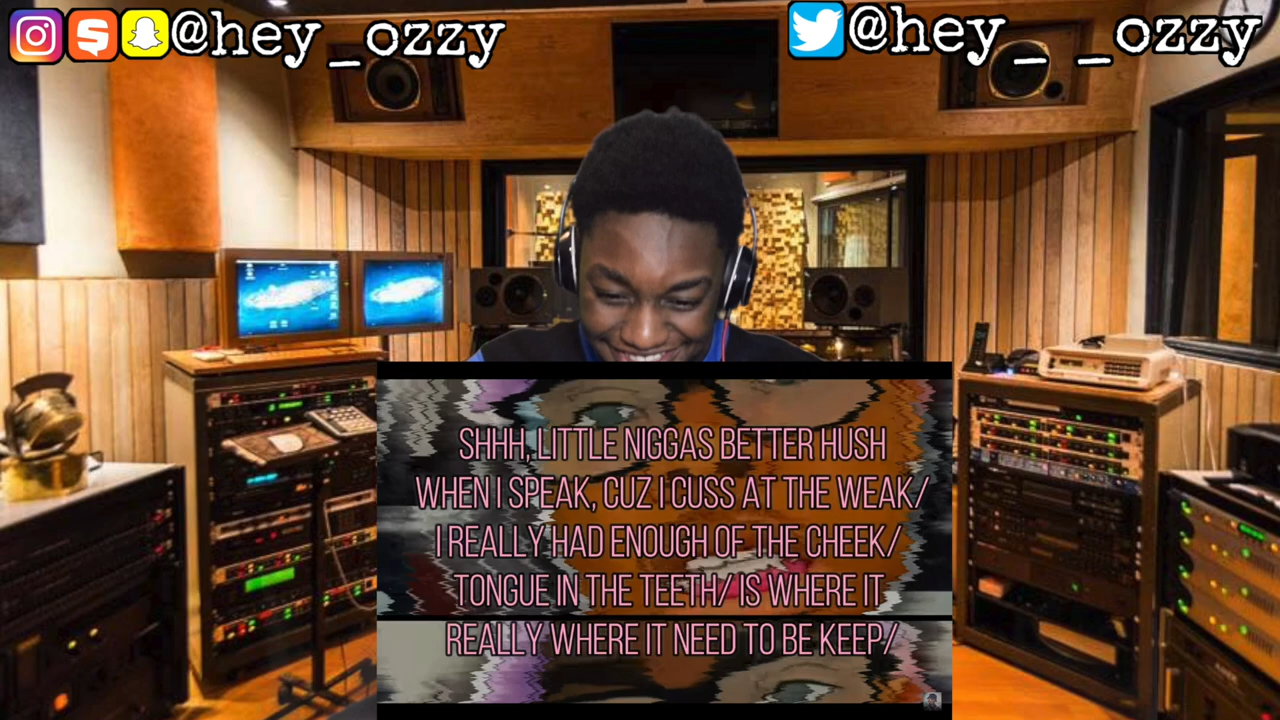 @hey_ozzy
@hey_ _ozzy
SHHH, LITTLE NIGGAS BETTER HUSH
WHEN I SPEAK, CUZ I CUSS AT THE WEAK/
I REALLY HAD ENOUGH OF THE CHEEK/
TONGUE IN THE TEETH/ IS WHERE IT
REALLY WHERE IT NEED TO BE KEEP/